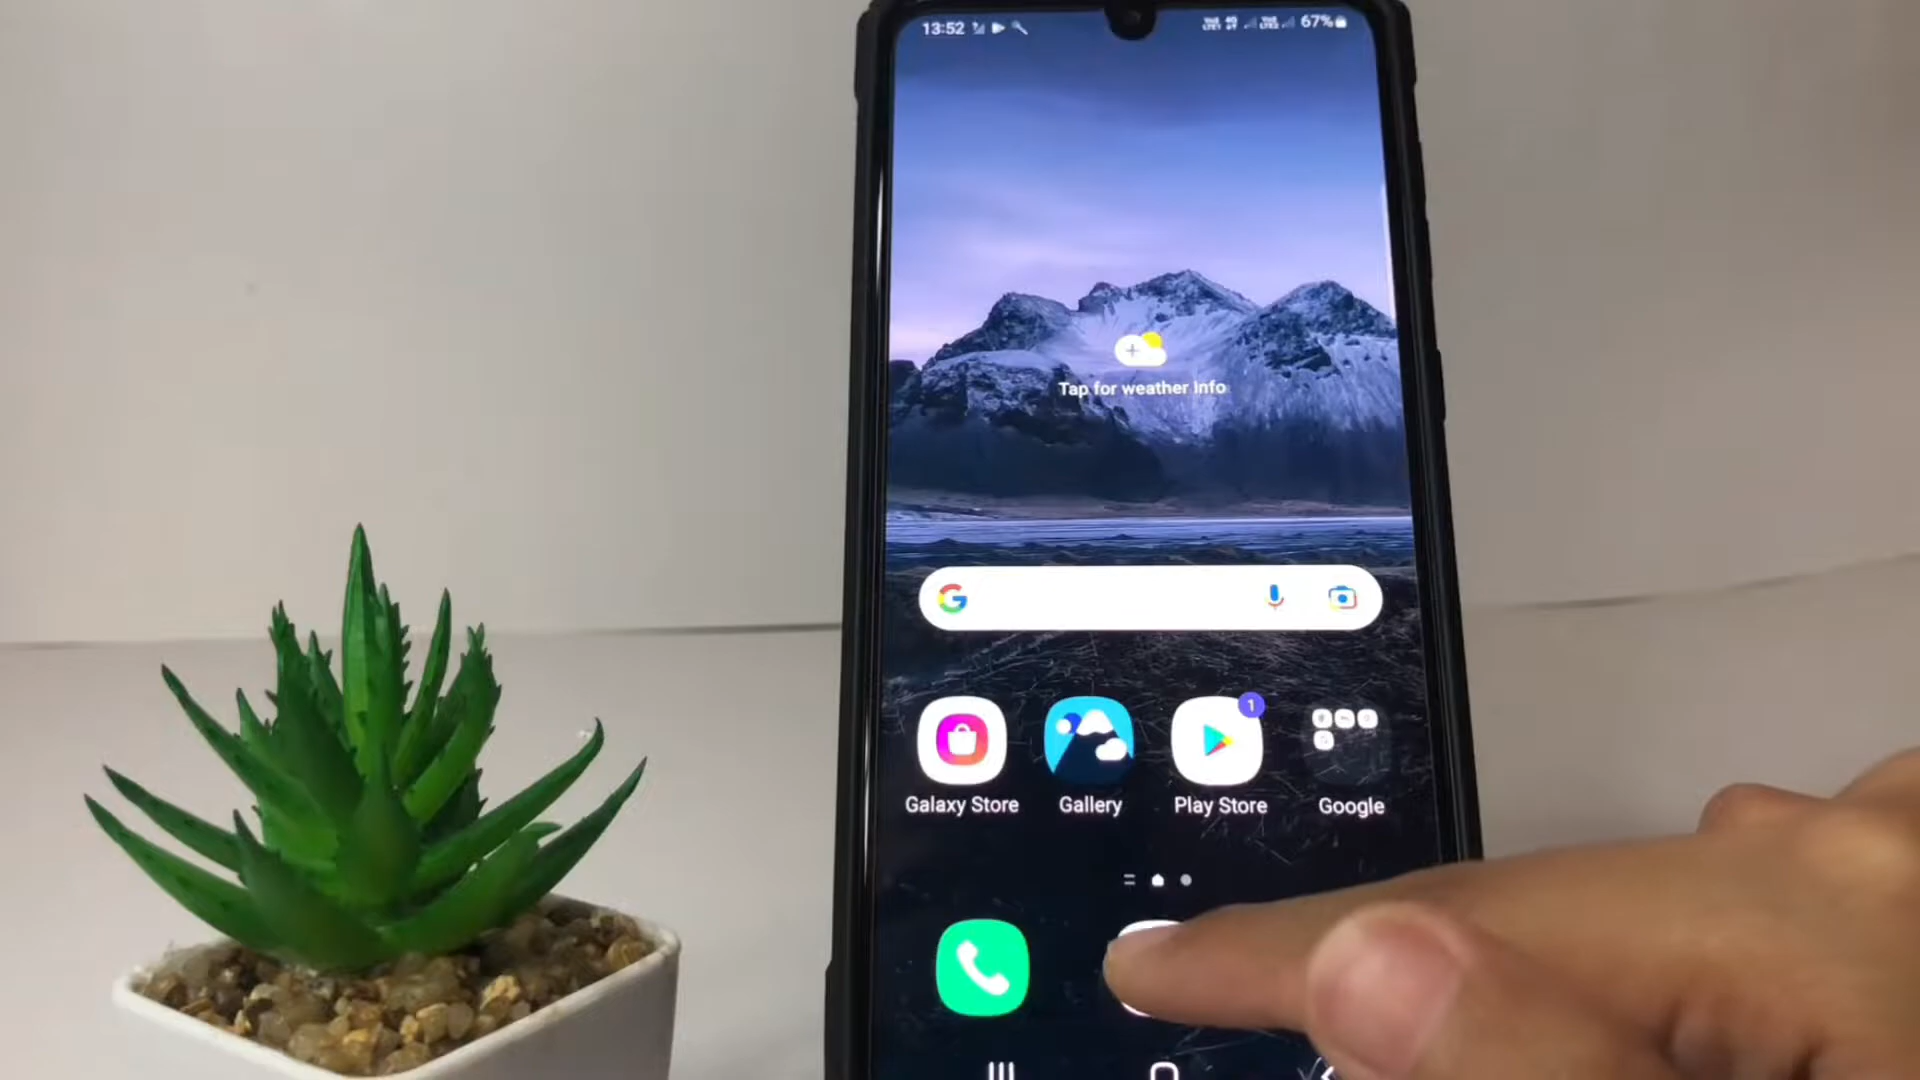 13:52 67%
Tap for weather info
G
1
Galaxy Store Gallery Play Store Google